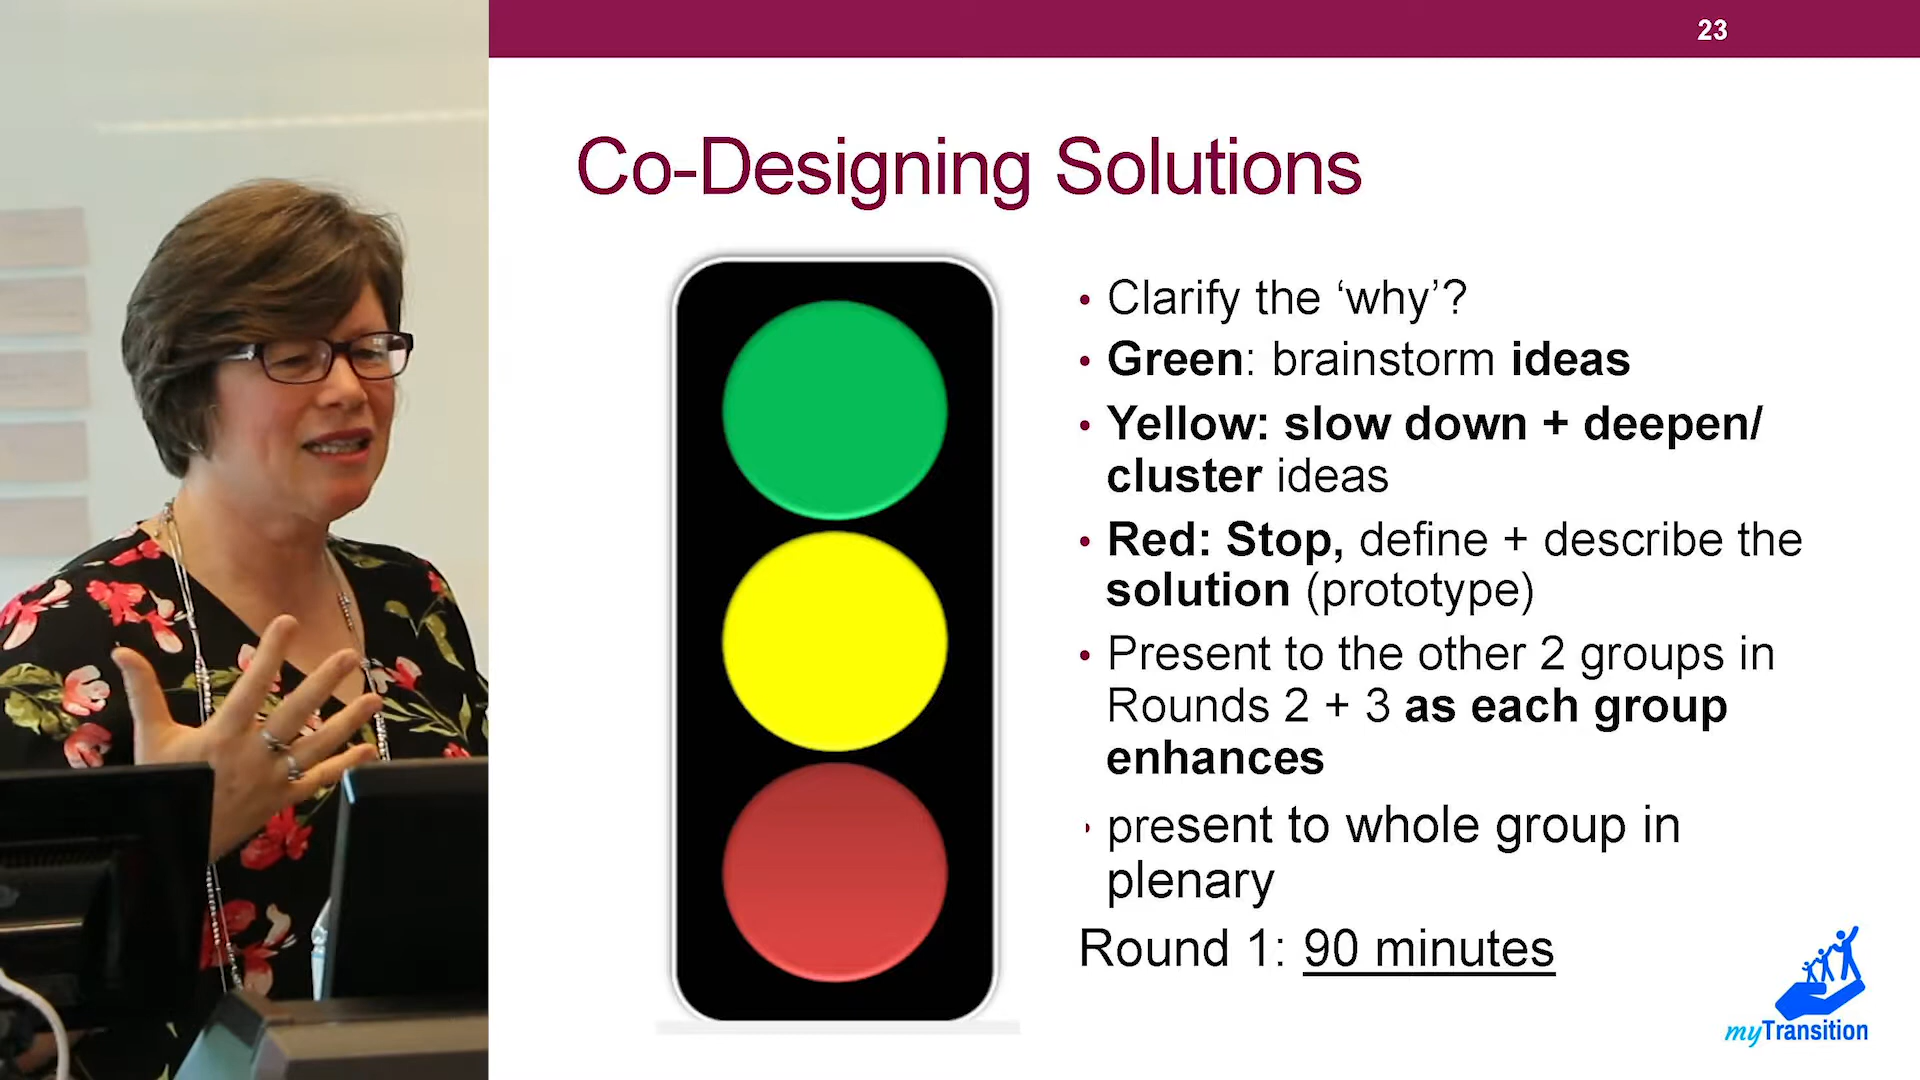 23
Co-Designing Solutions
• Clarify the ‘why’?
• Green: brainstorm ideas
• Yellow: slow down + deepen/
cluster ideas
• Red: Stop, define + describe the
solution (prototype)
• Present to the other 2 groups in
Rounds 2 + 3 as each group
enhances
• present to whole group in
plenary
Round 1: 90 minutes
myTransition